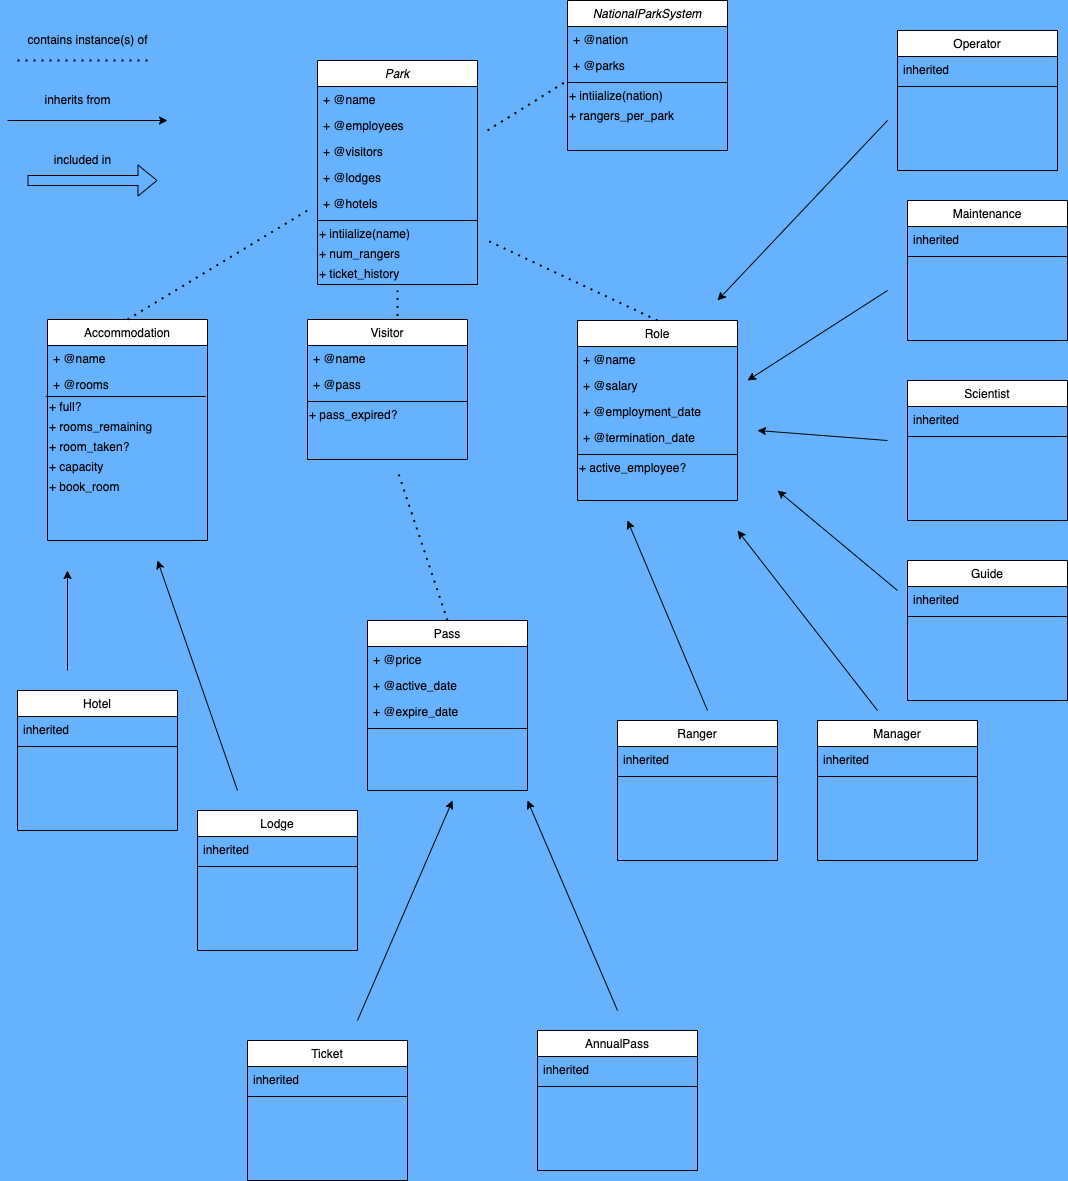 contains instance(s) of
inherits from
included in
NationalParkSystem
+ @nation
+ @parks
+ intiialize(nation)
+ rangers_per_park
Park
+ @name
+ @employees
+ @visitors
+ @lodges
+ @hotels
+ intiialize(name)
+ num_rangers
+ ticket_history
Operator
inherited
Maintenance
inherited
Accommodation
+ @name
+ @rooms
+ full?
+ rooms_remaining
+ room_taken?
+ capacity
+ book_room
Visitor
+ @name
+ @pass
+ pass_expired?
Role
+ @name
+ @salary
+ @employment_date
+ @termination_date
+ active_employee?
Scientist
inherited
Guide
inherited
Pass
+ @price
+ @active_date
+ @expire_date
Hotel
inherited
Ranger
inherited
Manager
inherited
Lodge
inherited
Ticket
inherited
AnnualPass
inherited